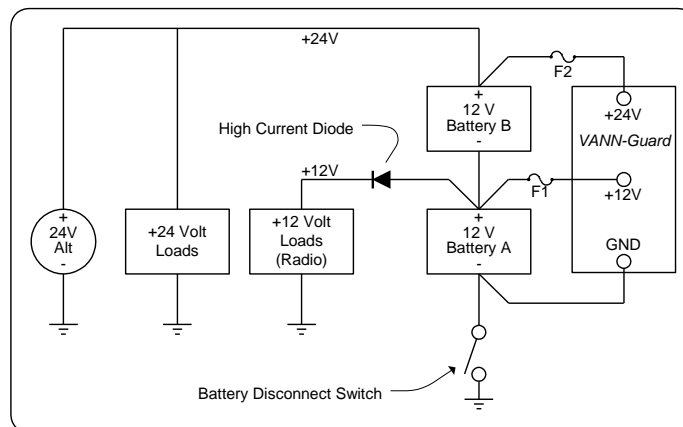 +24V
F2
+
12 V
Battery B
-
+24V
VANN-Guard
High Current Diode
+12V
F1
+12V
+
24V
Alt
-
+24 Volt
Loads
+12 Volt
Loads
(Radio)
+
12 V
Battery A
-
GND
Battery Disconnect Switch